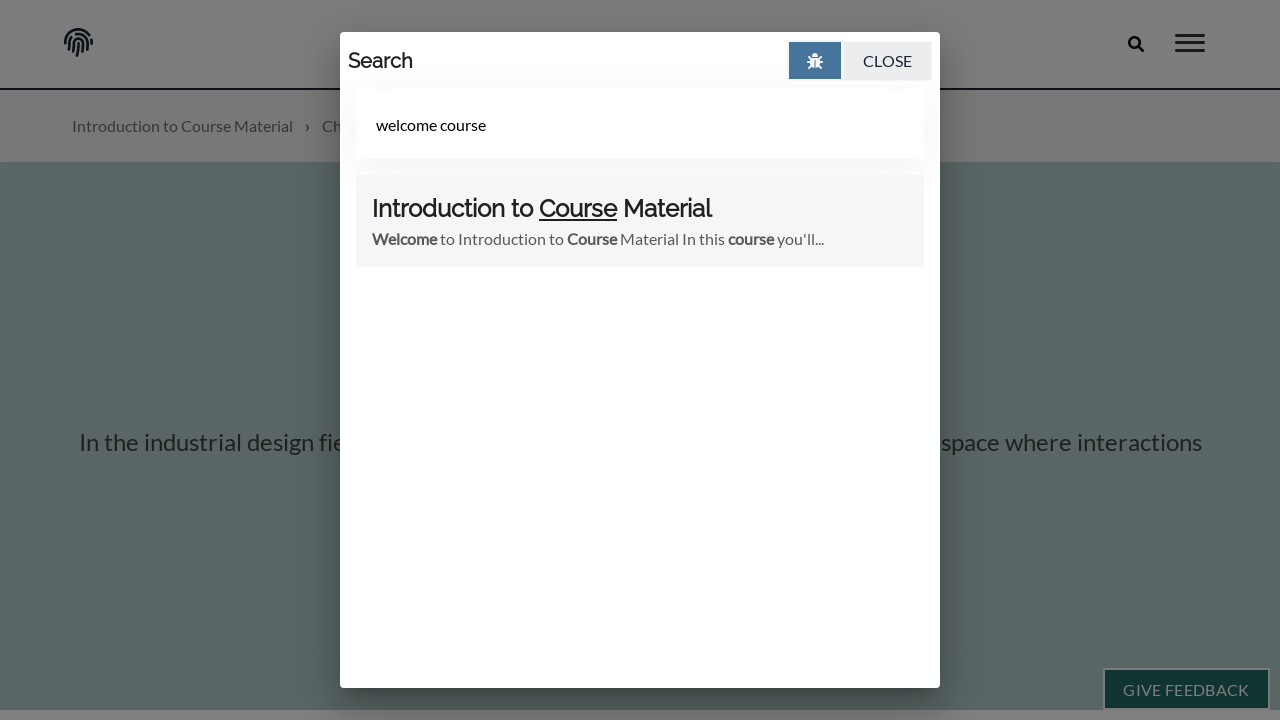 Search
CLOSE
welcome course
Introduction to Course Material
Welcome to Introduction to Course Material In this course you'll...
Introduction to Course Material › Ch
In the industrial design fie
space where interactions
GIVE FEEDBACK